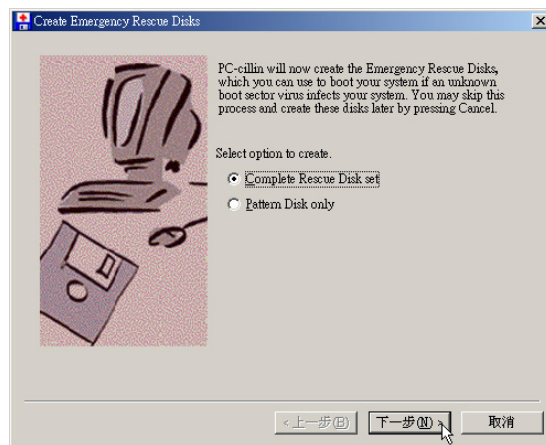 Create Emergency Rescue Disks
PC-cillin will now create the Emergency Rescue Disks,
which you can use to boot your system if an unknown
boot sector virus infects your system. You may skip this
process and create these disks later by pressing Cancel.
Select option to create.
Complete Rescue Disk set
Pattern Disk only
<上一步(B) 下一步(N)> 取消